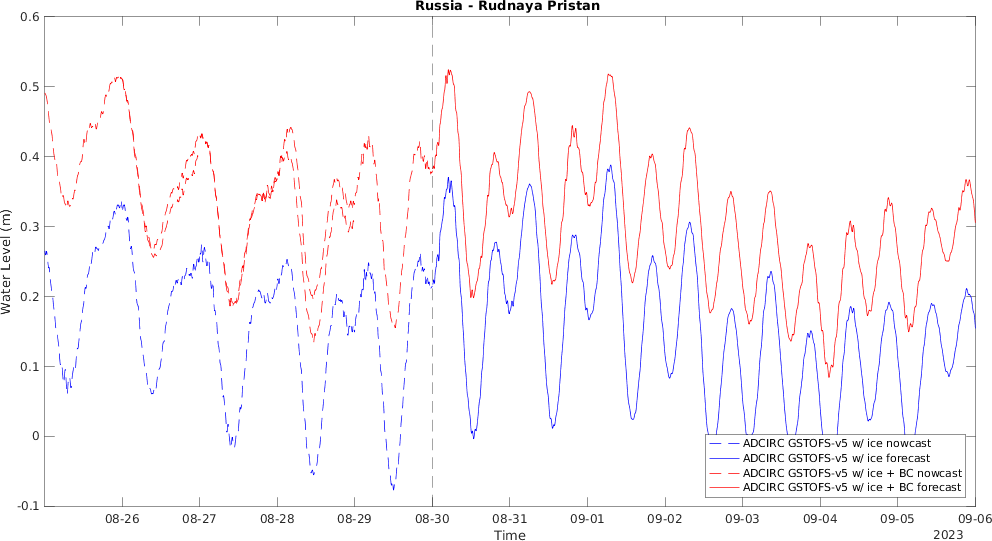 Russia - Rudnaya Pristan
0.6
0.5
0.4
0.3
0.2
0.1
0
-0.1
Water Level (m)
ADCIRC GSTOFS-v5 w/ ice nowcast
ADCIRC GSTOFS-v5 w/ ice forecast
ADCIRC GSTOFS-v5 w/ ice + BC nowcast
ADCIRC GSTOFS-v5 w/ ice + BC forecast
08-26 08-27 08-28 08-29 08-30 08-31 09-01 09-02 09-03 09-04 09-05 09-06
Time
2023